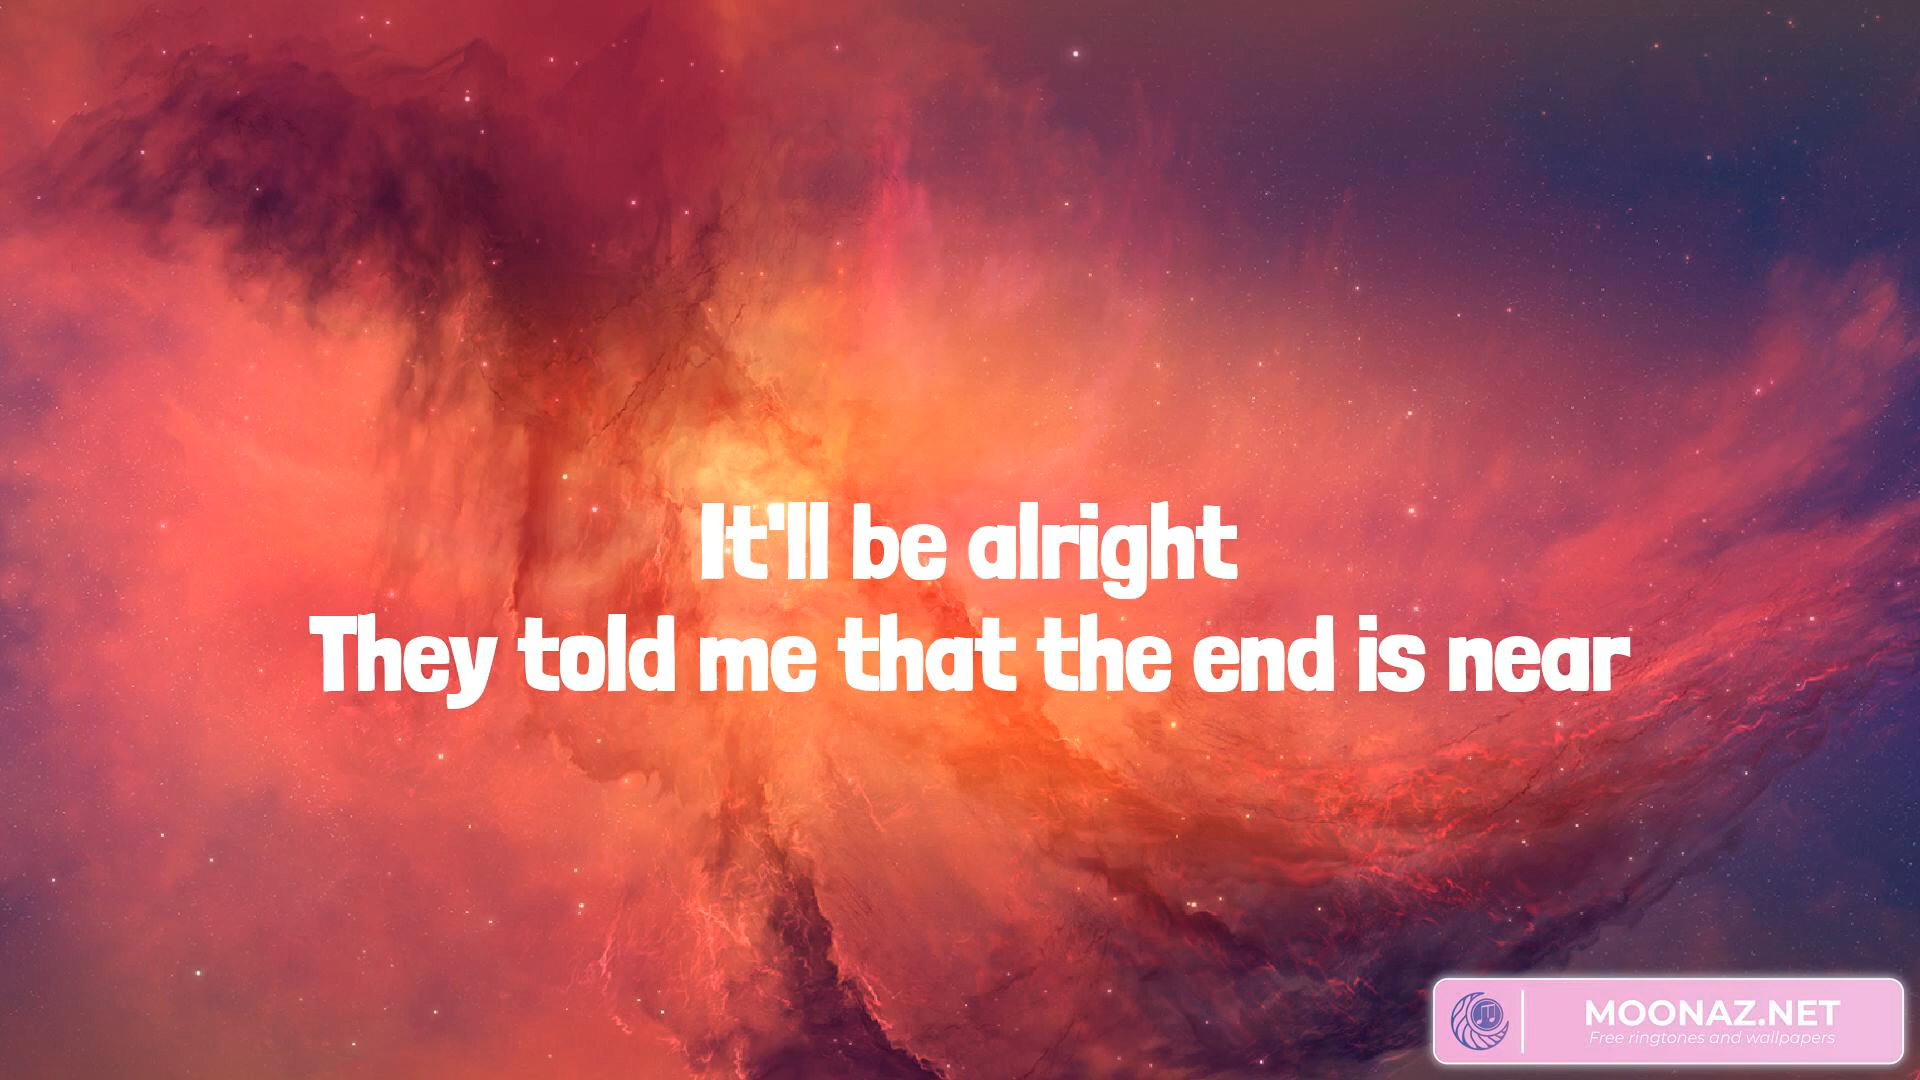 It'll be alright
They told me that the end is near
MOONAZ.NET
Free ringtones and wallpapers